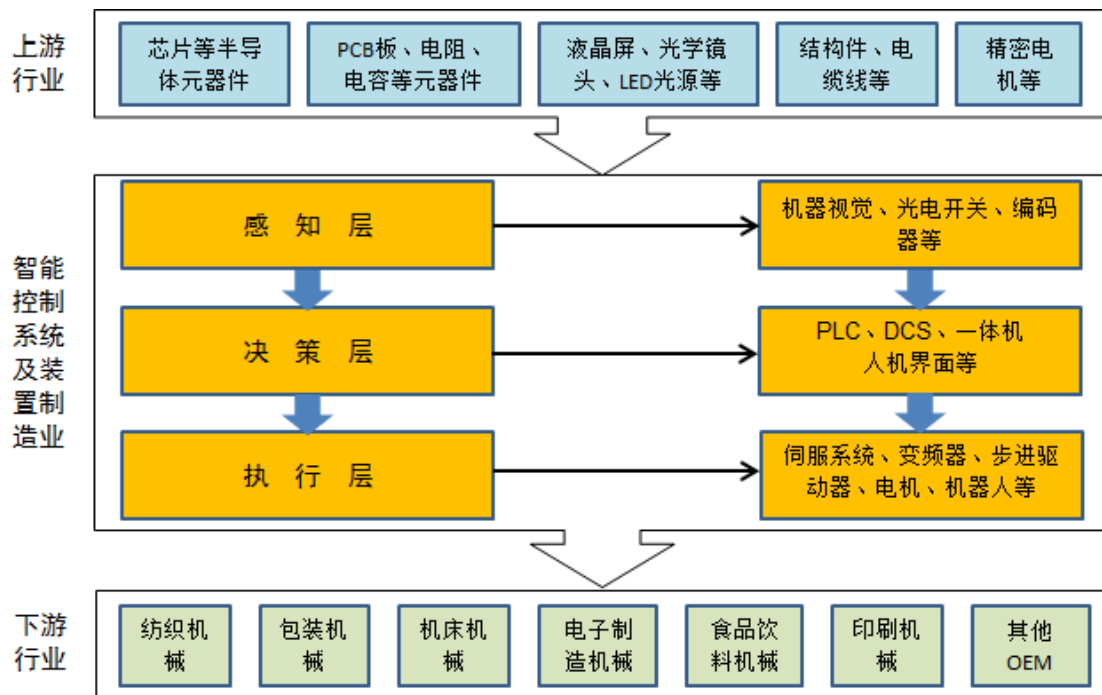 上游
行业
芯片等半导
体元器件
PCB板、电阻、
电容等元器件
液晶屏、光学镜
头、LED光源等
结构件、电
缆线等
精密电
机等
智能
控制
系统
及装
置制
造业
感 知 层
机器视觉、光电开关、编码
器等
决 策 层
PLC、DCS、一体机
人机界面等
执 行 层
伺服系统、变频器、步进驱
动器、电机、机器人等
下游
行业
纺织机
械
包装机
械
机床机
械
电子制
造机械
食品饮
料机械
印刷机
械
其他
OEM